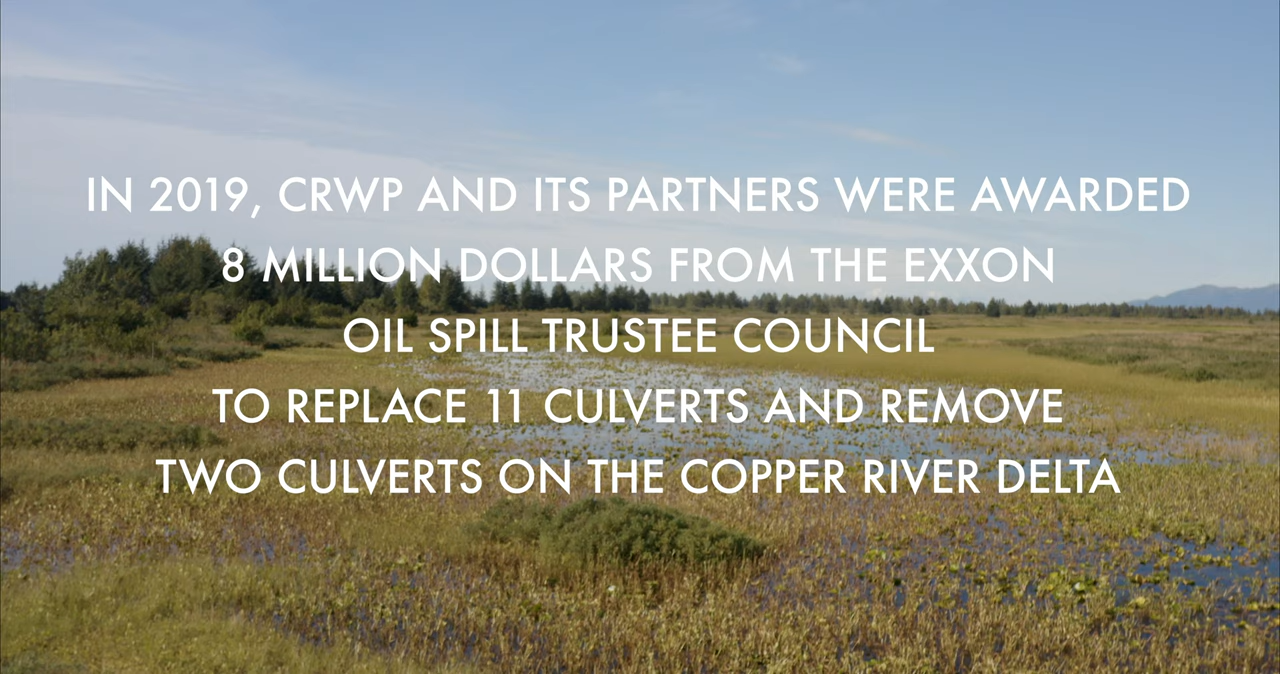 IN 2019, CRWP AND ITS PARTNERS WERE AWARDED
8 MILLION DOLLARS FROM THE EXXON
OIL SPILL TRUSTEE COUNCIL
TO REPLACE 11 CULVERTS AND REMOVE
TWO CULVERTS ON THE COPPER RIVER DELTA